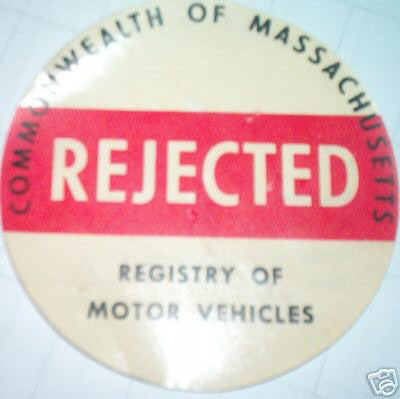 COMMONWEALTH OF MASSACHUSETTS
REJECTED
REGISTRY OF
MOTOR VEHICLES